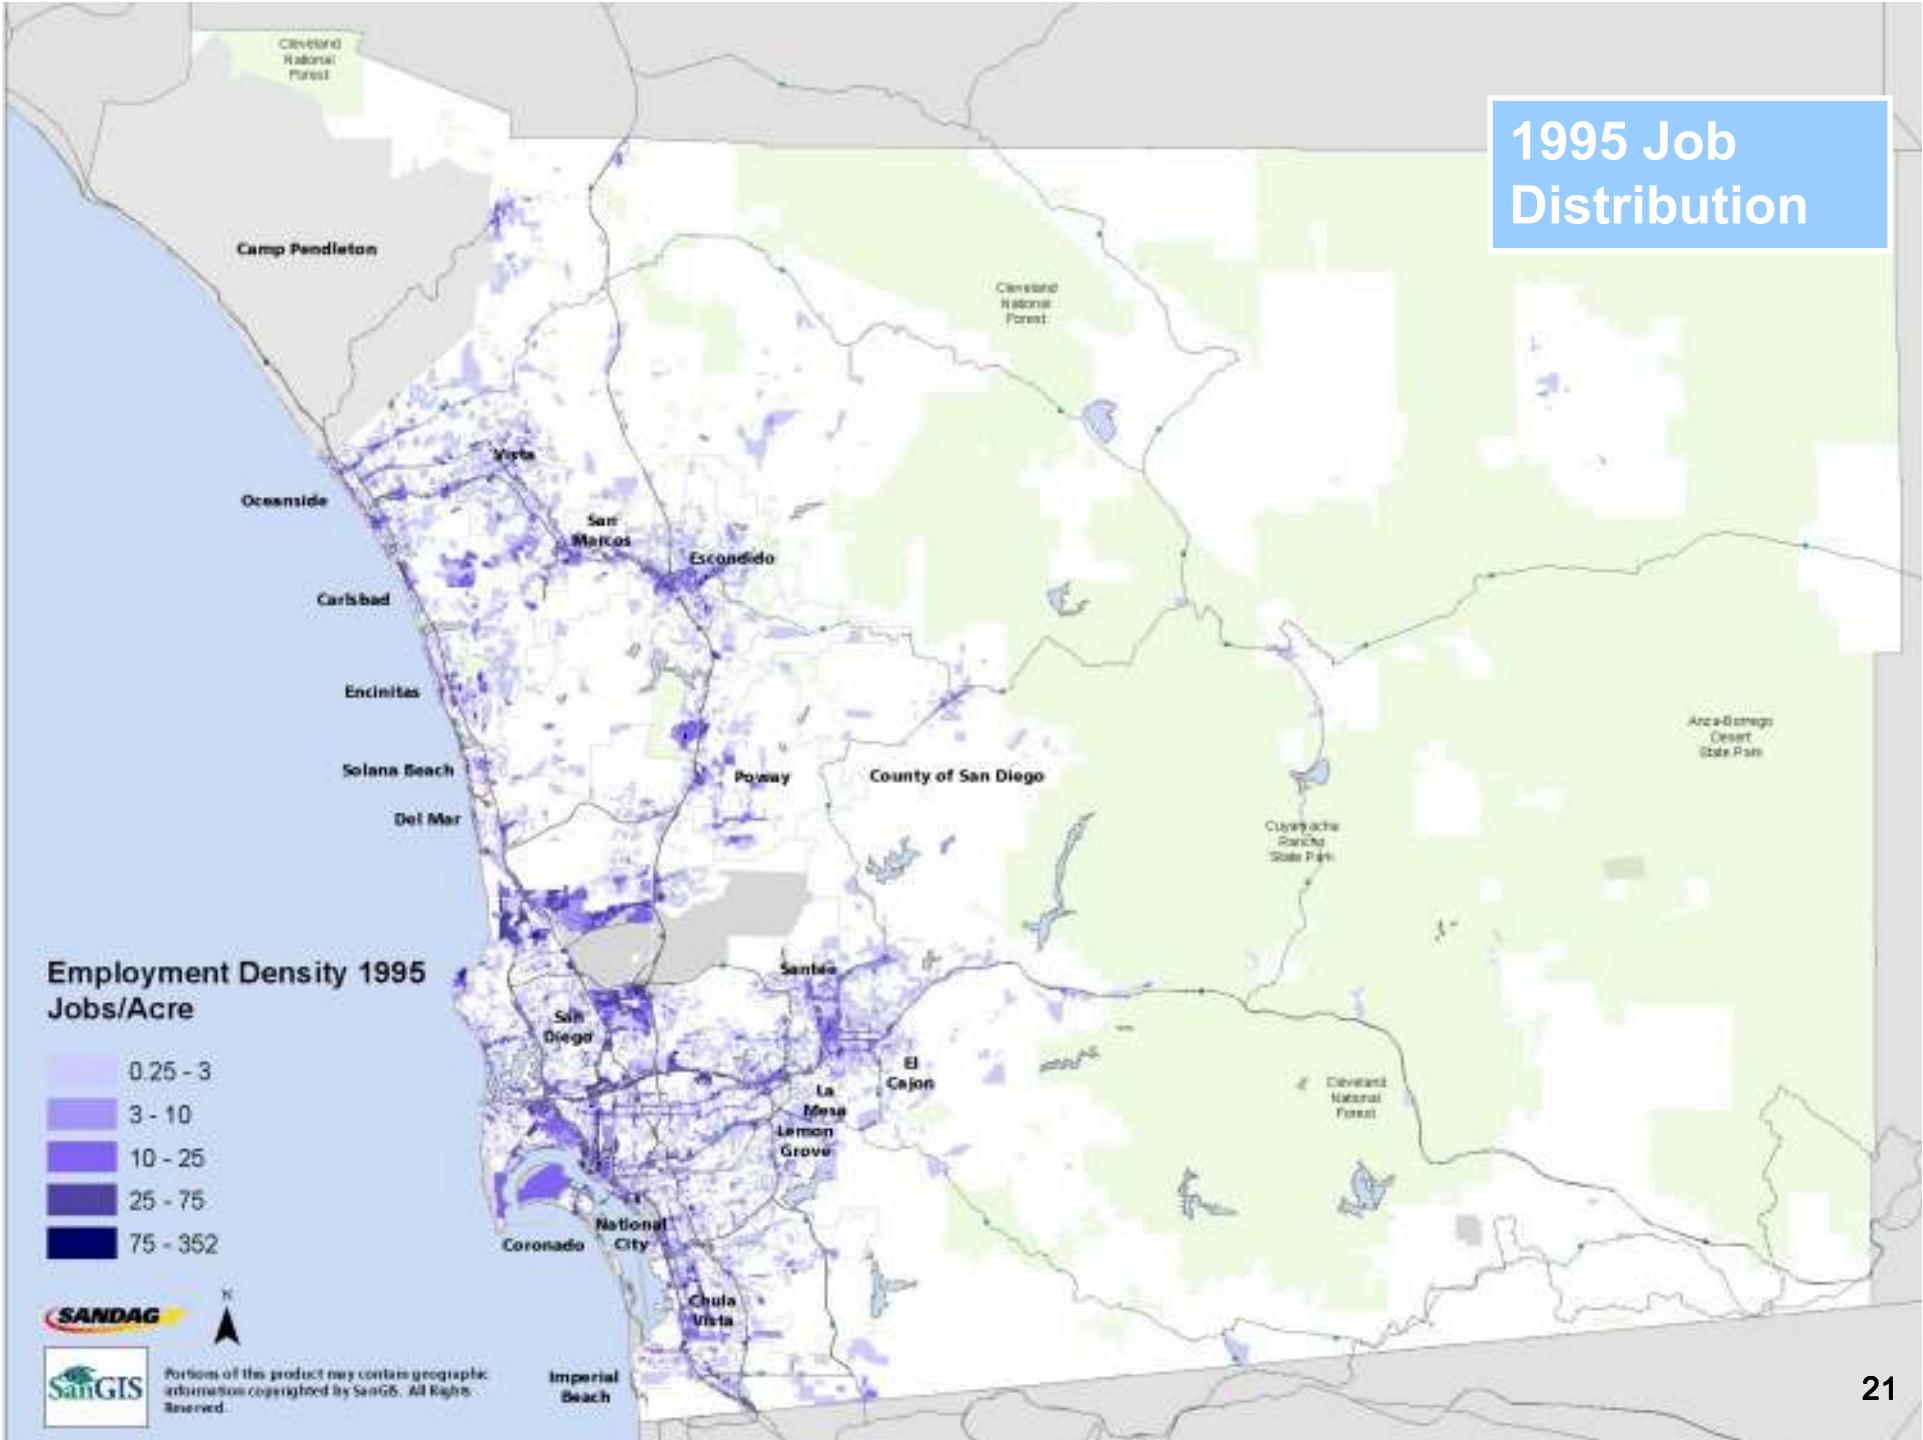 1995 Job
Distribution
Cleveland
National
Forest
Camp Pendleton
Cleveland
National
Forest
Vista
Oceanside
San
Marcos
Escondido
Carlsbad
Encinitas
Anza-Borrego
Desert
State Park
Solana Beach
Poway
County of San Diego
Del Mar
Cuyamacha
Rancho
State Park
Employment Density 1995
Jobs/Acre
0.25 - 3
3 - 10
10 - 25
25 - 75
75 - 352
Santee
San
Diego
El
Cajon
La
Mesa
Lemon
Grove
Cleveland
National
Forest
National
City
Coronado
Chula
Vista
Imperial
Beach
N
SANDAG
SanGIS
Portions of this product may contain geographic
information copyrighted by SanGIS. All Rights
Reserved.
21